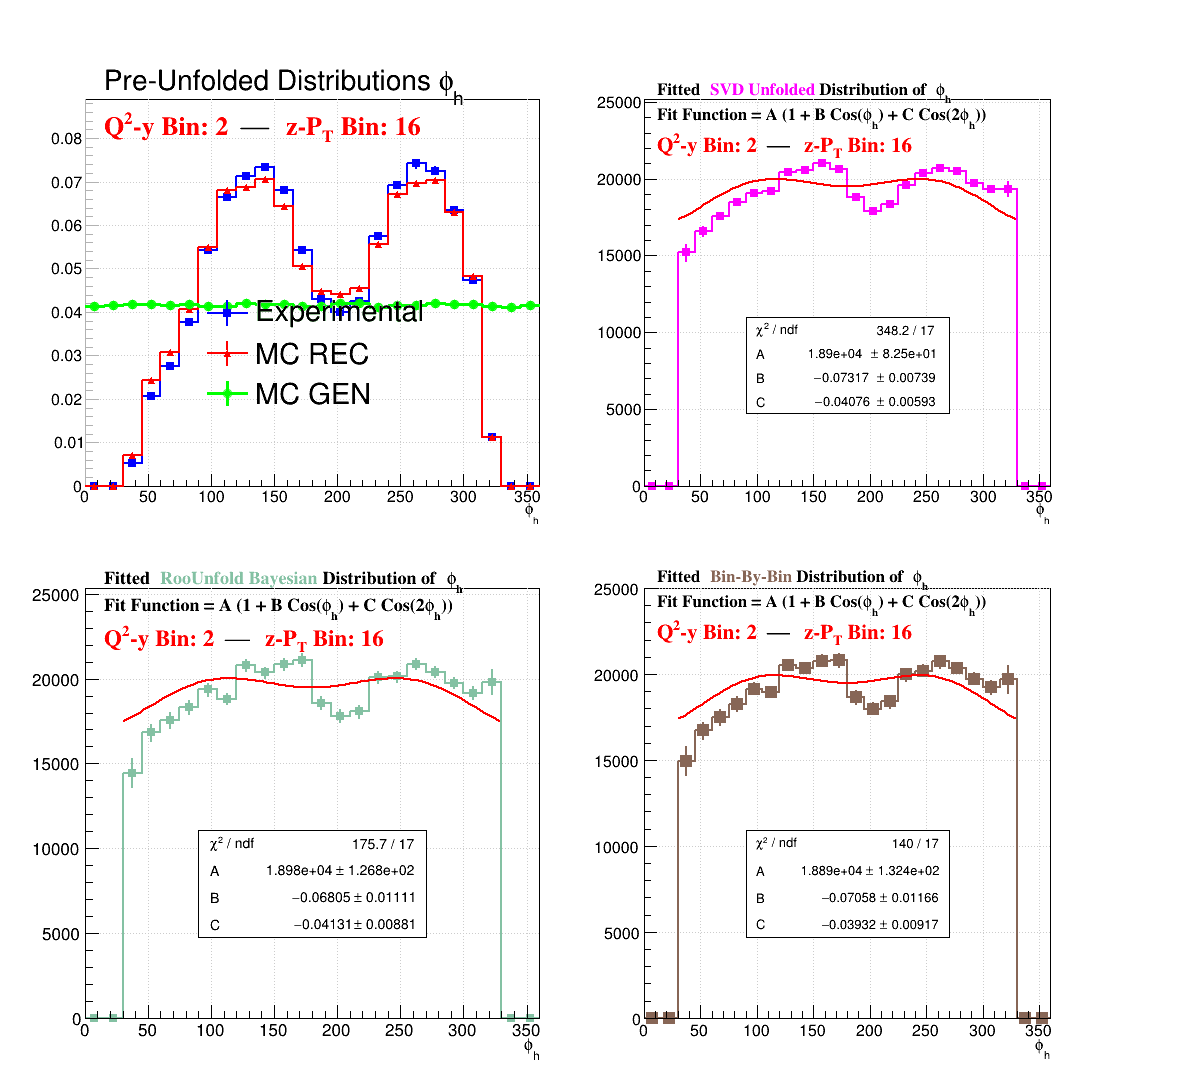 Pre-Unfolded Distributions ϕh
Q²-y Bin: 2 — z-PT Bin: 16
0.08
0.07
0.06
0.05
0.04
0.03
0.02
0.01
0
Experimental
MC REC
MC GEN
0 50 100 150 200 250 300 350
ϕh
Fitted SVD Unfolded Distribution of ϕh
Fit Function = A (1 + B Cos(ϕh) + C Cos(2ϕh))
Q²-y Bin: 2 — z-PT Bin: 16
25000
20000
15000
10000
5000
0
χ² / ndf 348.2 / 17
A 1.89e+04 ± 8.25e+01
B −0.07317 ± 0.00739
C −0.04076 ± 0.00593
0 50 100 150 200 250 300 350
ϕh
Fitted RooUnfold Bayesian Distribution of ϕh
Fit Function = A (1 + B Cos(ϕh) + C Cos(2ϕh))
Q²-y Bin: 2 — z-PT Bin: 16
25000
20000
15000
10000
5000
0
χ² / ndf 175.7 / 17
A 1.898e+04 ± 1.268e+02
B −0.06805 ± 0.01111
C −0.04131 ± 0.00881
0 50 100 150 200 250 300 350
ϕh
Fitted Bin-By-Bin Distribution of ϕh
Fit Function = A (1 + B Cos(ϕh) + C Cos(2ϕh))
Q²-y Bin: 2 — z-PT Bin: 16
25000
20000
15000
10000
5000
0
χ² / ndf 140 / 17
A 1.889e+04 ± 1.324e+02
B −0.07058 ± 0.01166
C −0.03932 ± 0.00917
0 50 100 150 200 250 300 350
ϕh